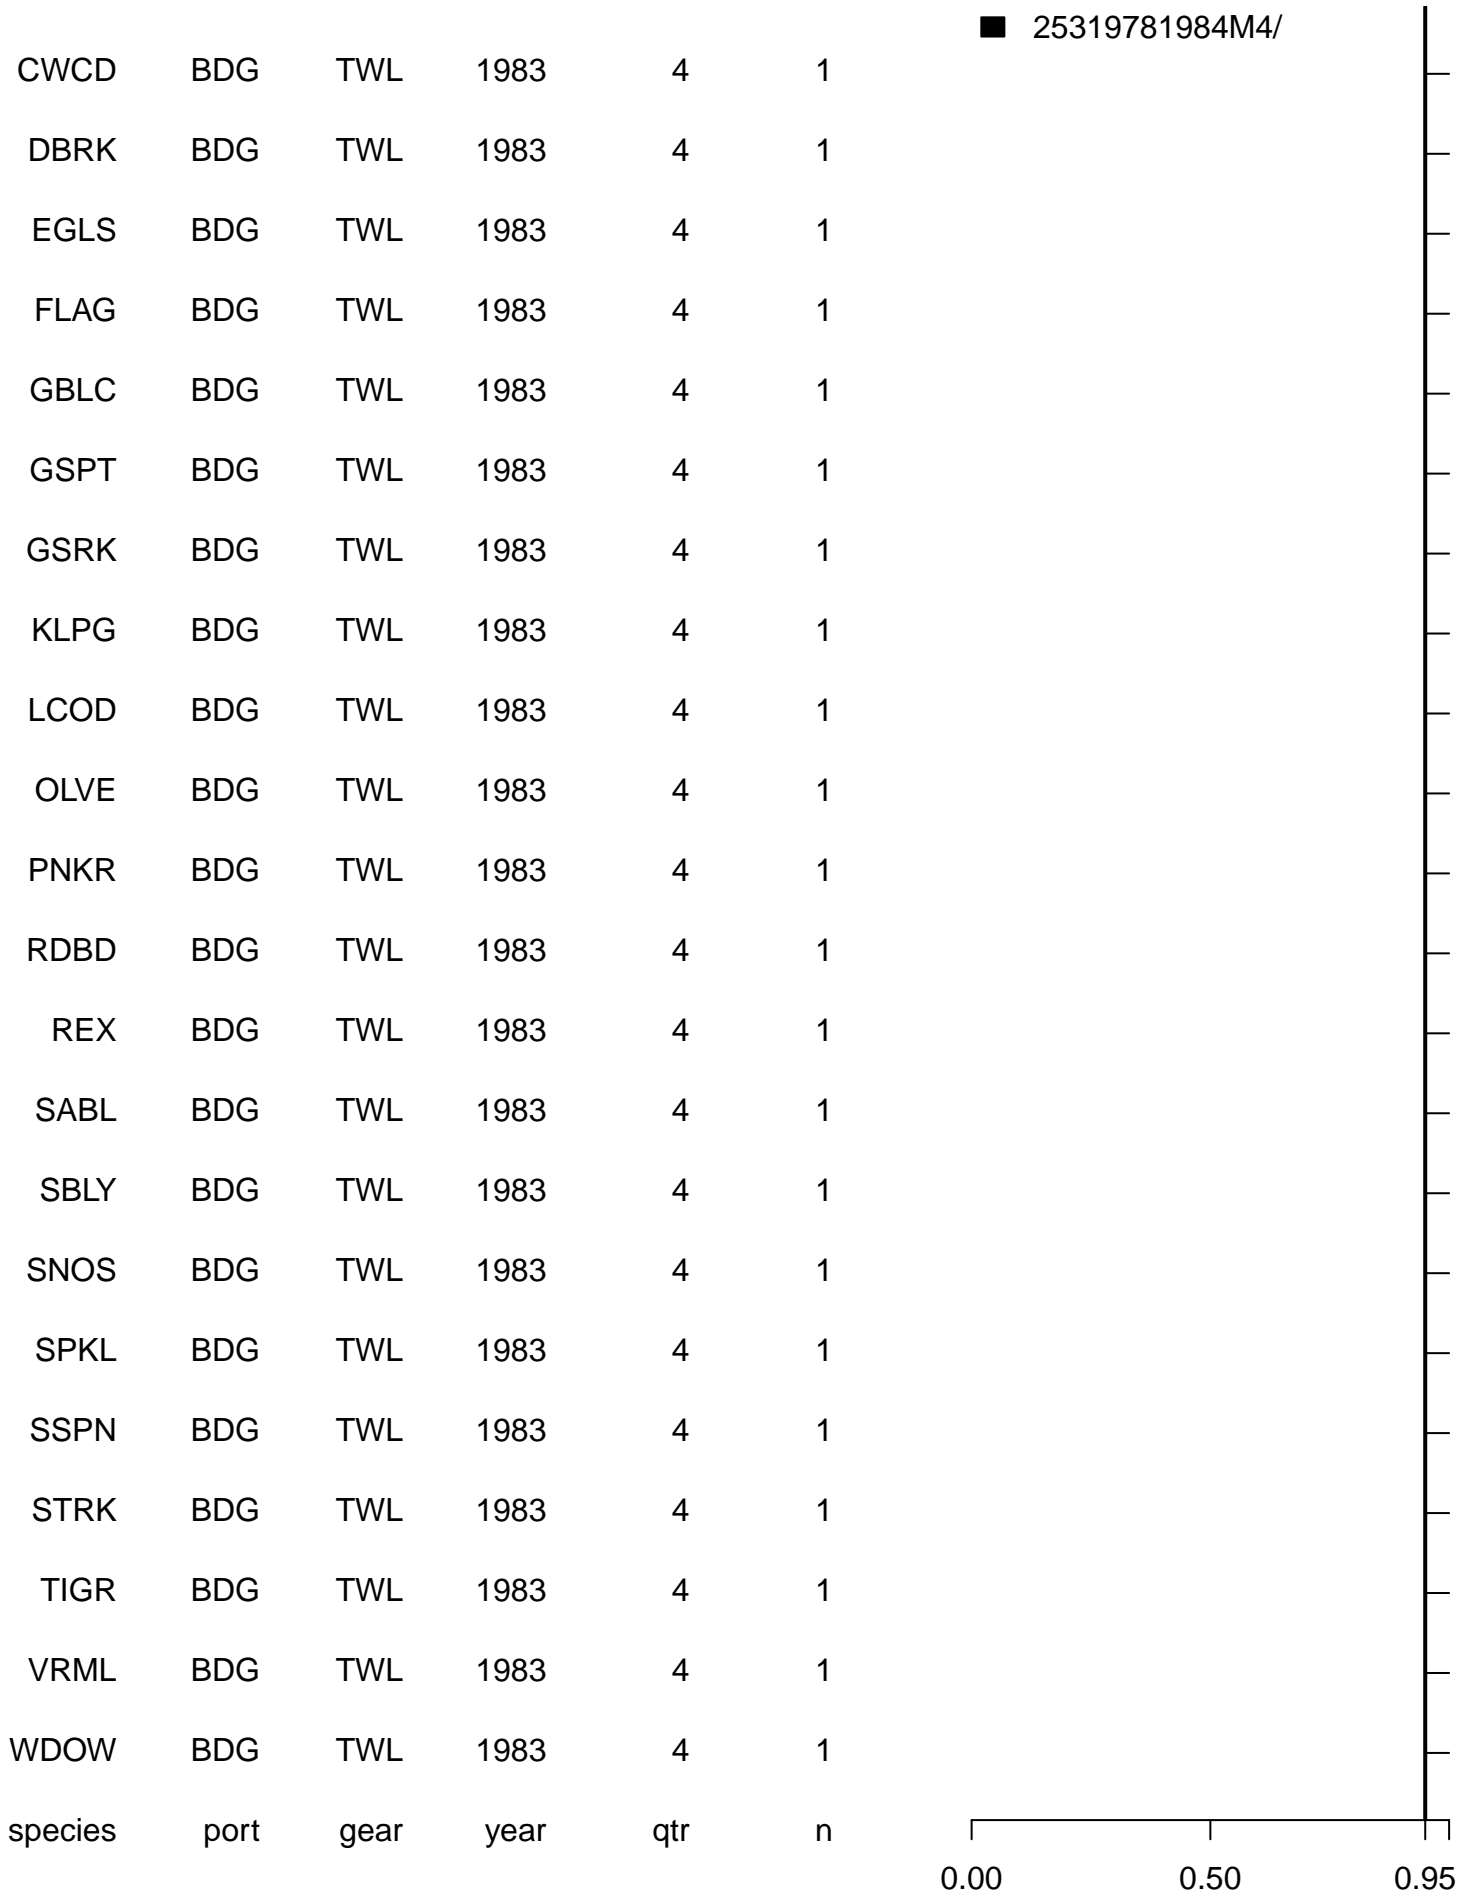 25319781984M4/
CWCD BDG TWL 1983 4 1
DBRK BDG TWL 1983 4 1
EGLS BDG TWL 1983 4 1
FLAG BDG TWL 1983 4 1
GBLC BDG TWL 1983 4 1
GSPT BDG TWL 1983 4 1
GSRK BDG TWL 1983 4 1
KLPG BDG TWL 1983 4 1
LCOD BDG TWL 1983 4 1
OLVE BDG TWL 1983 4 1
PNKR BDG TWL 1983 4 1
RDBD BDG TWL 1983 4 1
REX BDG TWL 1983 4 1
SABL BDG TWL 1983 4 1
SBLY BDG TWL 1983 4 1
SNOS BDG TWL 1983 4 1
SPKL BDG TWL 1983 4 1
SSPN BDG TWL 1983 4 1
STRK BDG TWL 1983 4 1
TIGR BDG TWL 1983 4 1
VRML BDG TWL 1983 4 1
WDOW BDG TWL 1983 4 1
species port gear year qtr n
0.00 0.50 0.95